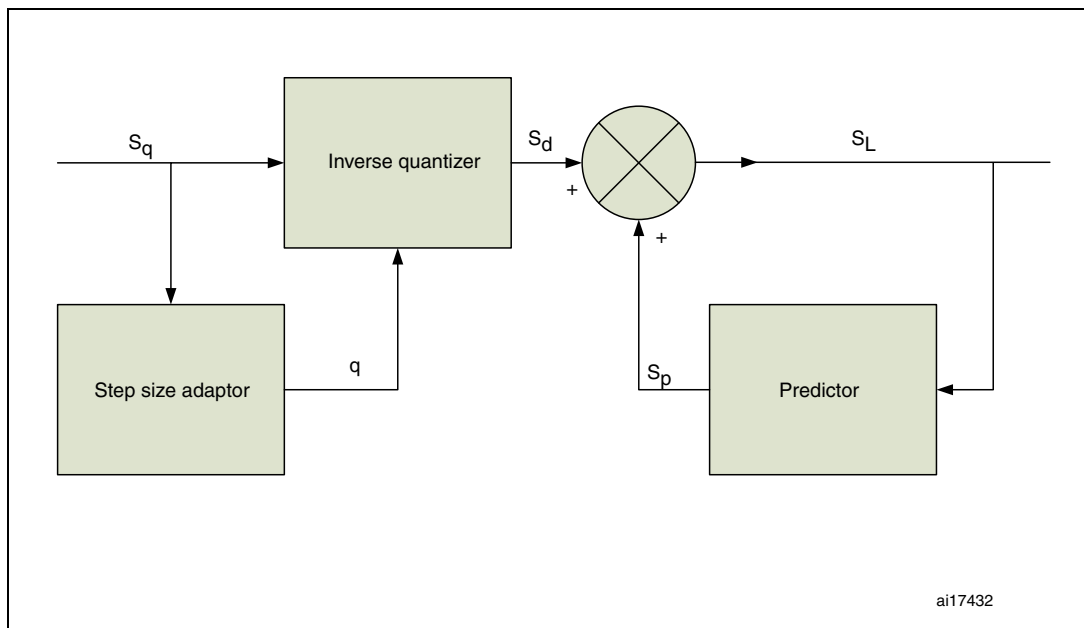 Sq
Inverse quantizer
Sd
+
SL
+
Step size adaptor
q
Sp
Predictor
ai17432